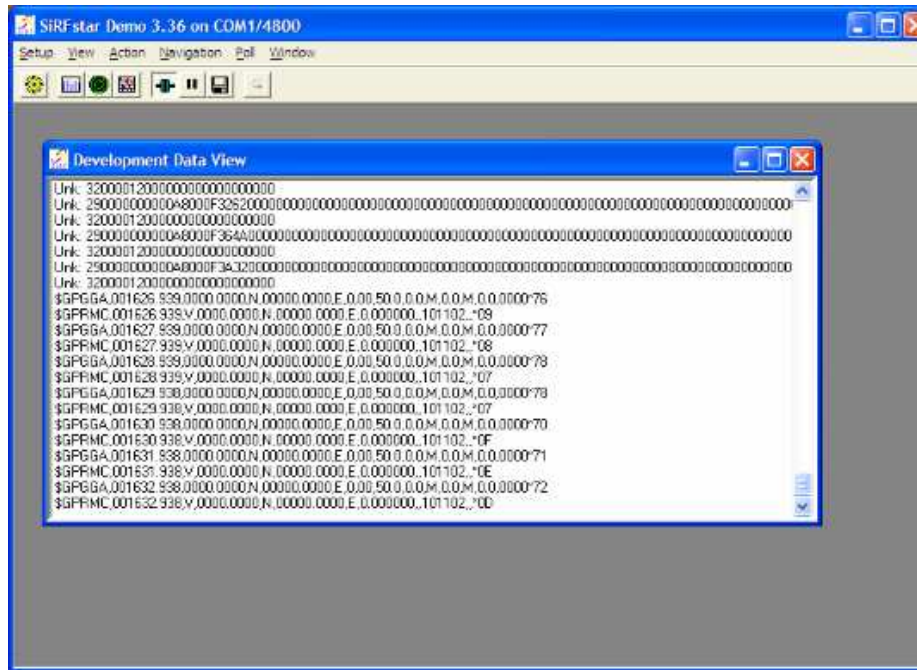 SiRFstar Demo 3.36 on COM1/4800
Setup View Action Navigation Poll Window
Development Data View
Unk: 3200001200000000000000000
Unk:
Unk: 3200001200000000000000000
Unk:
Unk: 3200001200000000000000000
Unk:
Unk: 3200001200000000000000000
$GPGGA,001626.939,0000.0000,N,00000.0000,E,0,00,50.0,0.0,M,0.0,M,0.0,0000*76
$GPRMC,001626.939,V,0000.0000,N,00000.0000,E,0.000000,,101102,,*09
$GPGGA,001627.939,0000.0000,N,00000.0000,E,0,00,50.0,0.0,M,0.0,M,0.0,0000*77
$GPRMC,001627.939,V,0000.0000,N,00000.0000,E,0.000000,,101102,,*08
$GPGGA,001628.939,0000.0000,N,00000.0000,E,0,00,50.0,0.0,M,0.0,M,0.0,0000*78
$GPRMC,001628.939,V,0000.0000,N,00000.0000,E,0.000000,,101102,,*07
$GPGGA,001629.938,0000.0000,N,00000.0000,E,0,00,50.0,0.0,M,0.0,M,0.0,0000*78
$GPRMC,001629.938,V,0000.0000,N,00000.0000,E,0.000000,,101102,,*07
$GPGGA,001630.938,0000.0000,N,00000.0000,E,0,00,50.0,0.0,M,0.0,M,0.0,0000*70
$GPRMC,001630.938,V,0000.0000,N,00000.0000,E,0.000000,,101102,,*0F
$GPGGA,001631.938,0000.0000,N,00000.0000,E,0,00,50.0,0.0,M,0.0,M,0.0,0000*71
$GPRMC,001631.938,V,0000.0000,N,00000.0000,E,0.000000,,101102,,*0E
$GPGGA,001632.938,0000.0000,N,00000.0000,E,0,00,50.0,0.0,M,0.0,M,0.0,0000*72
$GPRMC,001632.938,V,0000.0000,N,00000.0000,E,0.000000,,101102,,*0D